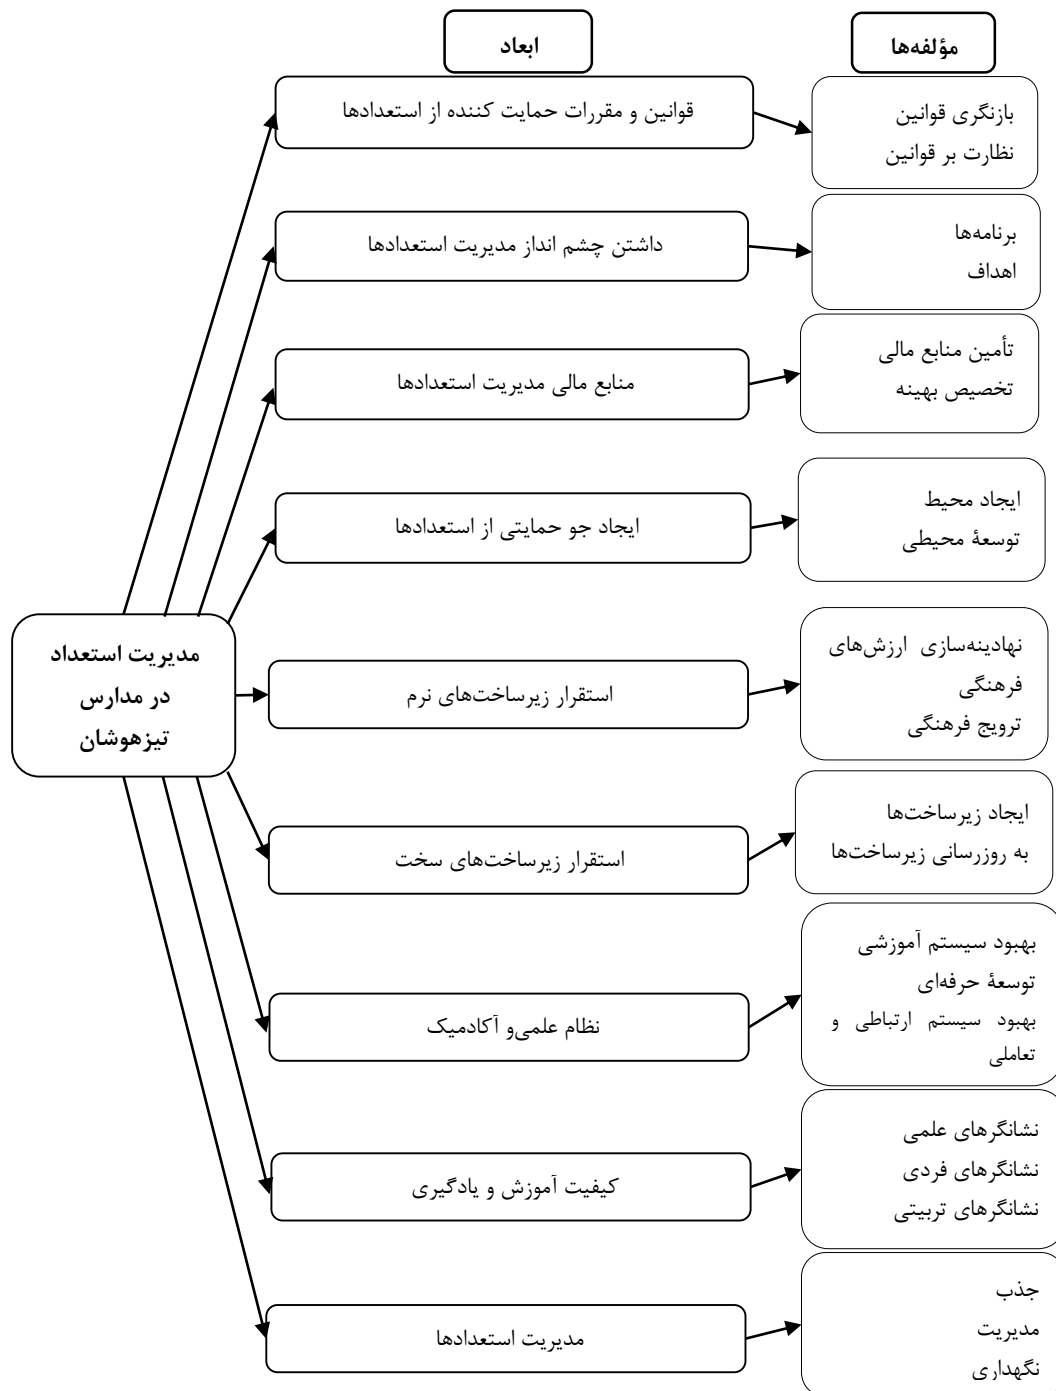 مؤلفه‌ها
ابعاد
بازنگری قوانین
نظارت بر قوانین
قوانین و مقررات حمایت کننده از استعدادها
برنامه‌ها
اهداف
داشتن چشم انداز مدیریت استعدادها
تأمین منابع مالی
تخصیص بهینه
منابع مالی مدیریت استعدادها
ایجاد محیط
توسعۀ محیطی
ایجاد جو حمایتی از استعدادها
نهادینه‌سازی ارزش‌های
فرهنگی
ترویج فرهنگی
استقرار زیرساخت‌های نرم
مدیریت استعداد
در مدارس
تیزهوشان
ایجاد زیرساخت‌ها
به روزرسانی زیرساخت‌ها
استقرار زیرساخت‌های سخت
بهبود سیستم آموزشی
توسعۀ حرفه‌ای
بهبود سیستم ارتباطی و
تعاملی
نظام علمی‌و آکادمیک
نشانگرهای علمی
نشانگرهای فردی
نشانگرهای تربیتی
کیفیت آموزش و یادگیری
جذب
مدیریت
نگهداری
مدیریت استعدادها